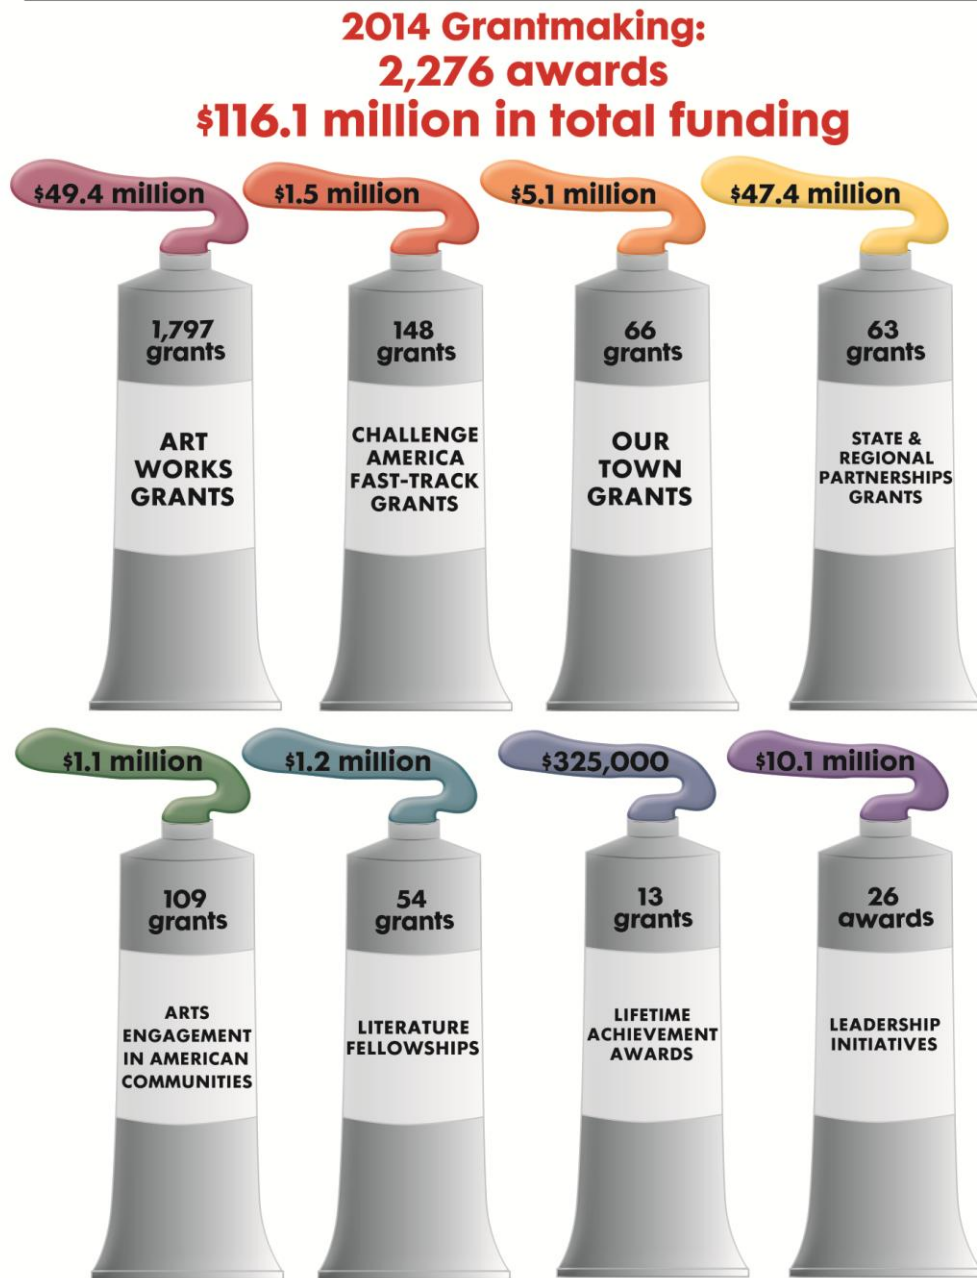 2014 Grantmaking:
2,276 awards
$116.1 million in total funding
$49.4 million
1,797
grants
ART
WORKS
GRANTS
$1.5 million
148
grants
CHALLENGE
AMERICA
FAST-TRACK
GRANTS
$5.1 million
66
grants
OUR
TOWN
GRANTS
$47.4 million
63
grants
STATE &
REGIONAL
PARTNERSHIPS
GRANTS
$1.1 million
109
grants
ARTS
ENGAGEMENT
IN AMERICAN
COMMUNITIES
$1.2 million
54
grants
LITERATURE
FELLOWSHIPS
$325,000
13
grants
LIFETIME
ACHIEVEMENT
AWARDS
$10.1 million
26
awards
LEADERSHIP
INITIATIVES